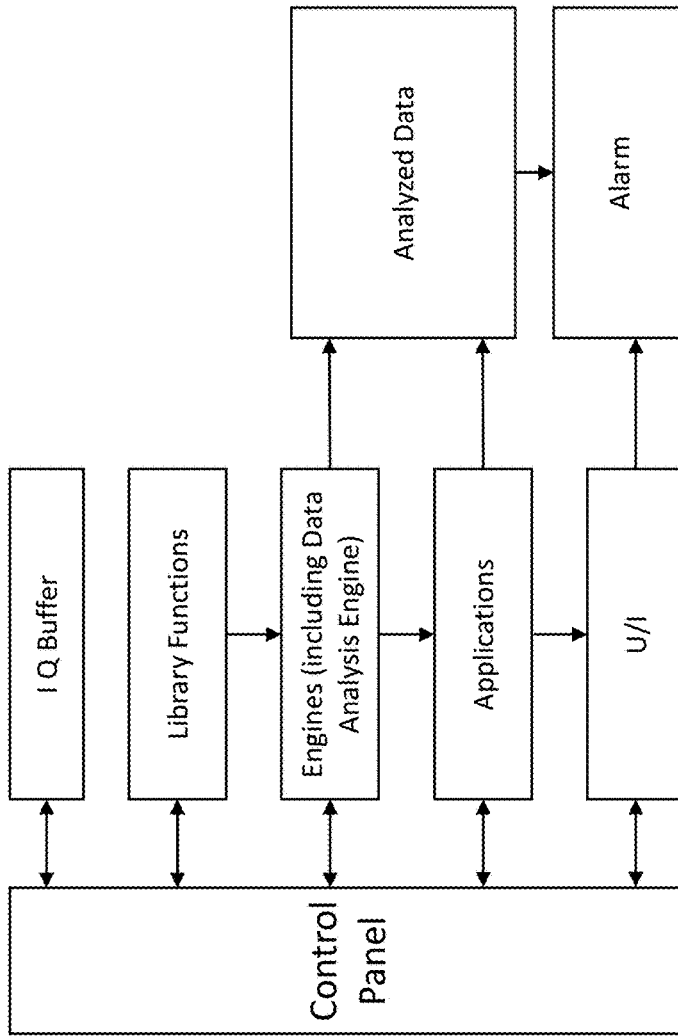 I Q Buffer
Library Functions
Engines (including Data
Analysis Engine)
Applications
U/I
Control
Panel
Analyzed Data
Alarm